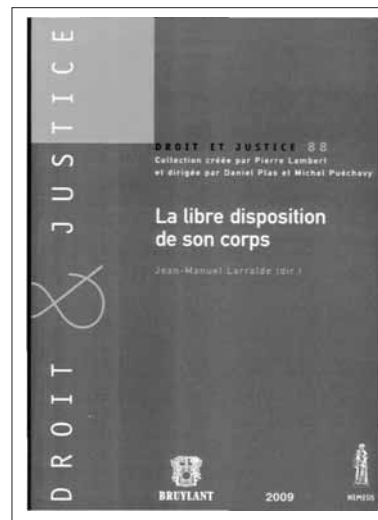 DROIT & JUSTICE
DROIT ET JUSTICE 88
Collection créée par Pierre Lambert
et dirigée par Daniel Plas et Michel Puéchavy
La libre disposition
de son corps
Jean-Manuel Larralde (dir.)
BRUYLANT
2009
NEMESIS